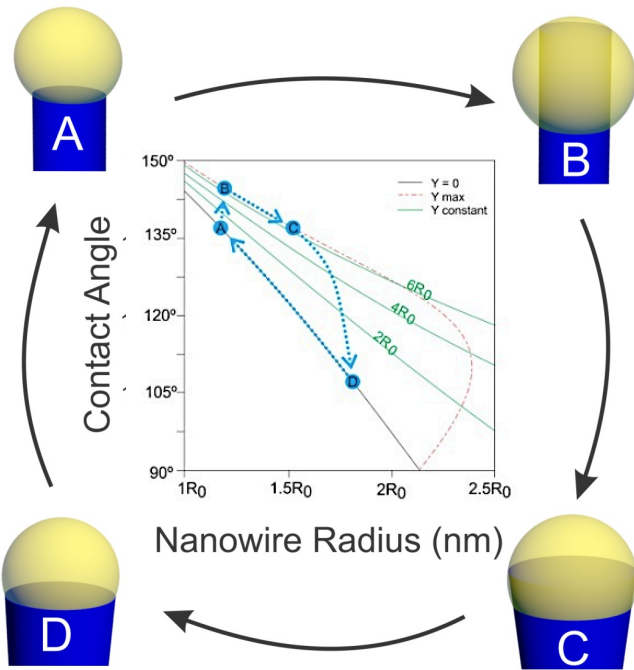 A
B
150º
135º
120º
105º
90º
Contact Angle
Y = 0
Y max
Y constant
B
A
C
D
6R0
4R0
2R0
1R0
1.5R0
2R0
2.5R0
Nanowire Radius (nm)
D
C